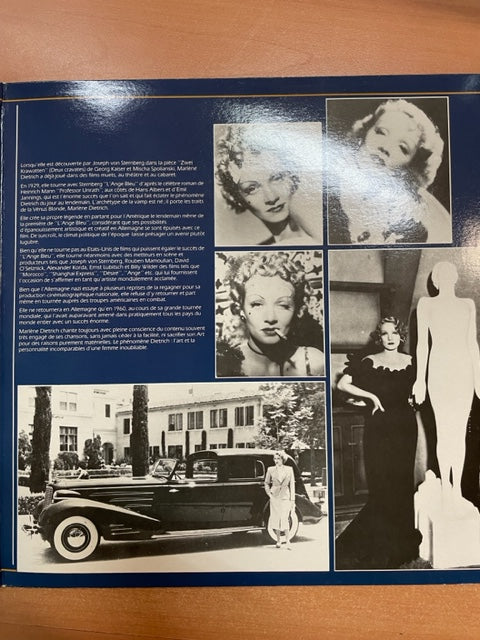 Lorsqu'elle est découverte par Joseph von Sternberg dans la pièce "Zwei
Krawatten" (Deux cravates) de Georg Kaiser et Mischa Spoliansky, Marlène
Dietrich a déjà joué dans des films muets, au théâtre et au cabaret.
En 1929, elle tourne avec Sternberg "L'Ange Bleu" d'après le célèbre roman de
Heinrich Mann "Professor Unrath", aux côtés de Hans Albers et d'Emil
Jannings, qui est l'énorme succès que l'on sait et qui fait éclater le phénomène
Dietrich du jour au lendemain. L'archétype de la vamp est né, il porte les traits
de la Vénus Blonde, Marlène Dietrich.
Elle crée sa propre légende en partant pour l'Amérique le lendemain même de
la première de "L'Ange Bleu", considérant que ses possibilités
d'épanouissement artistique et créatif en Allemagne se sont épuisés avec ce
film. De surcroît, le climat politique de l'époque laisse présager un avenir plutôt
lugubre.
Bien qu'elle ne tourne pas au Etats-Unis de films qui puissent égaler le succès de
"L'Ange Bleu", elle tourne néanmoins avec des metteurs en scène et
producteurs tels que Joseph von Sternberg, Rouben Mamoulian, David
O'Selznick, Alexander Korda, Ernst Lubitsch et Billy Wilder des films tels que
"Morocco", "Shanghai Express", "Désire", "Ange" etc. qui lui fournissent
l'occasion de s'affirmer en tant qu'artiste mondialement acclamée.
Bien que l'Allemagne nazi essaye à plusieurs reprises de la regagner pour sa
production cinématographique nationale, elle refuse d'y retourner et part
même en tournée auprès des troupes américaines en combat.
Elle ne retournera en Allemagne qu'en 1960, au cours de sa grande tournée
mondiale, qui l'avait auparavant amené dans pratiquement tous les pays du
monde entier avec un succès énorme.
Marlène Dietrich chante toujours avec pleine conscience du contenu souvent
très engagé de ses chansons, sans jamais céder à la facilité, ni sacrifier son Art
pour des raisons purement matérielles. Le phénomène Dietrich : l'art et la
personnalité incomparables d'une femme inoubliable.